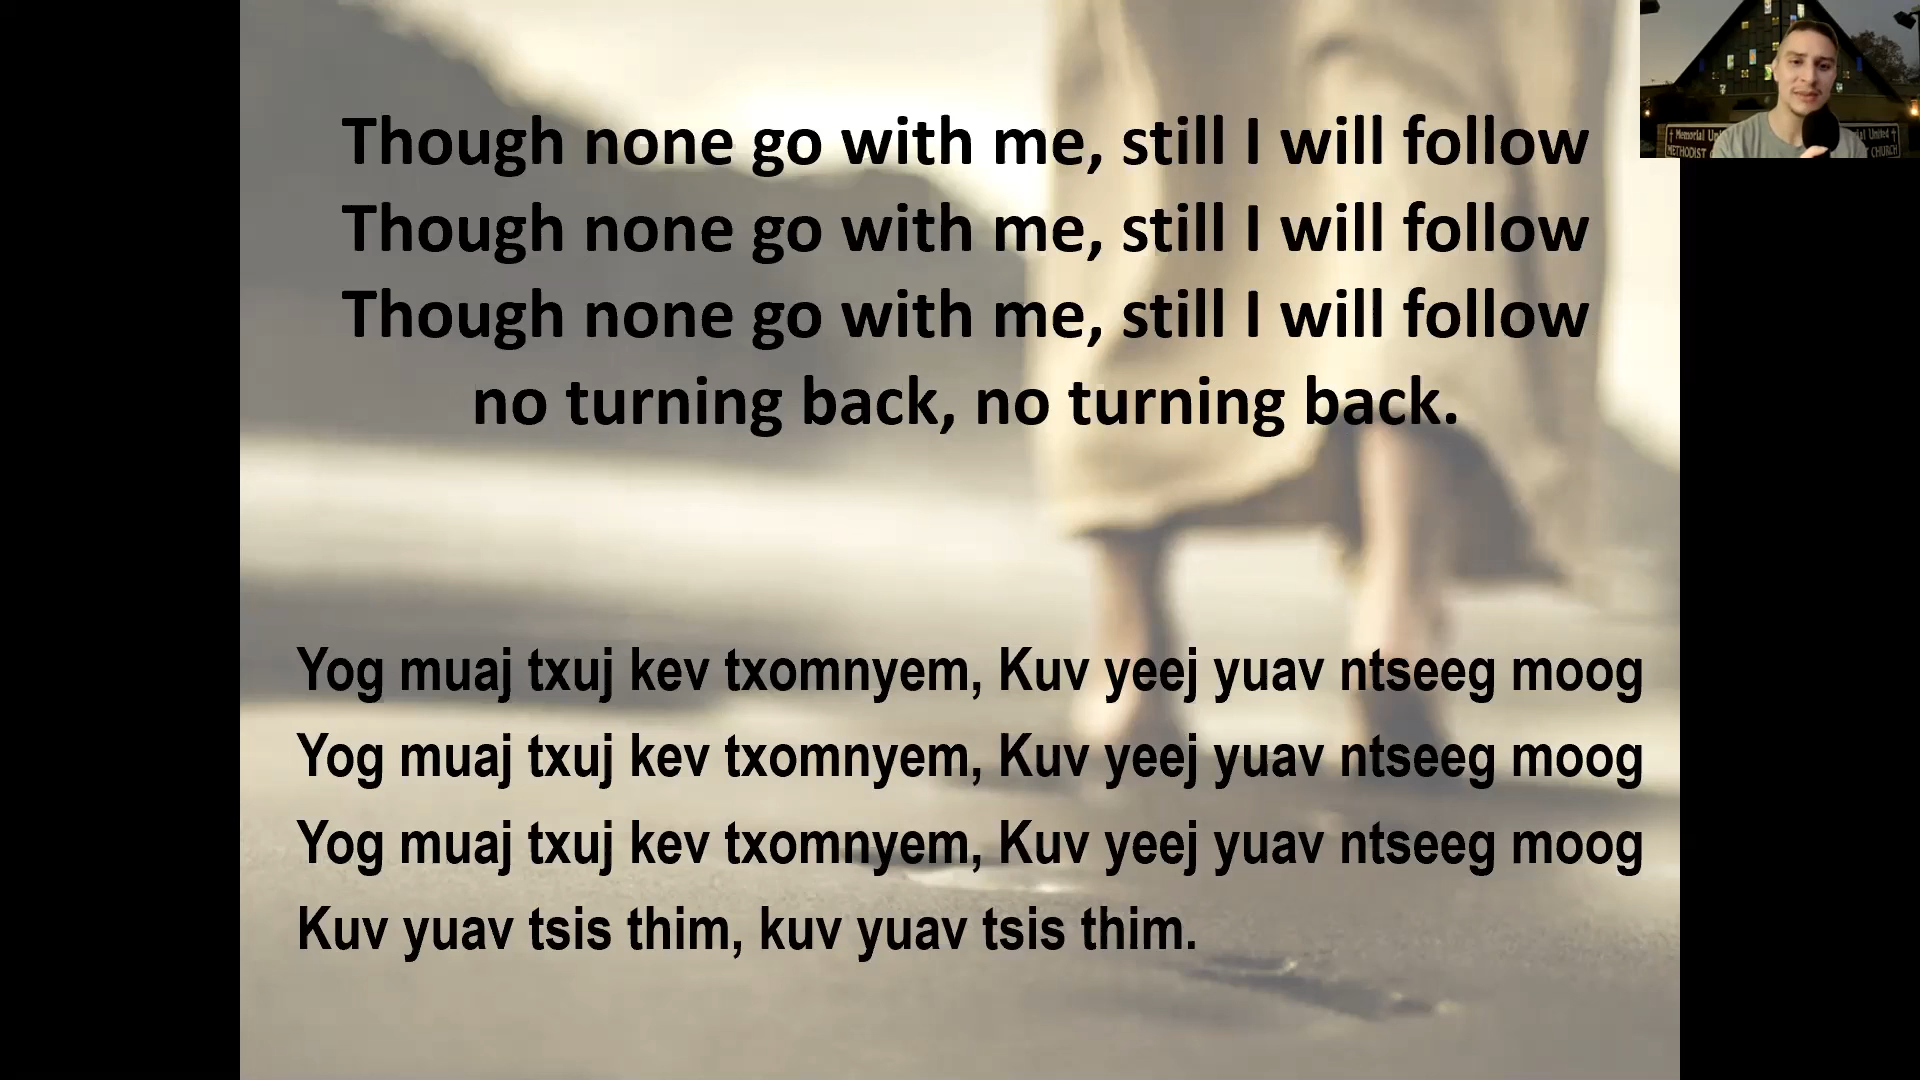 Though none go with me, still I will follow
Though none go with me, still I will follow
Though none go with me, still I will follow
no turning back, no turning back.
Yog muaj txuj kev txomnyem, Kuv yeej yuav ntseeg moog
Yog muaj txuj kev txomnyem, Kuv yeej yuav ntseeg moog
Yog muaj txuj kev txomnyem, Kuv yeej yuav ntseeg moog
Kuv yuav tsis thim, kuv yuav tsis thim.
Memorial
United
METHODIST
CHURCH